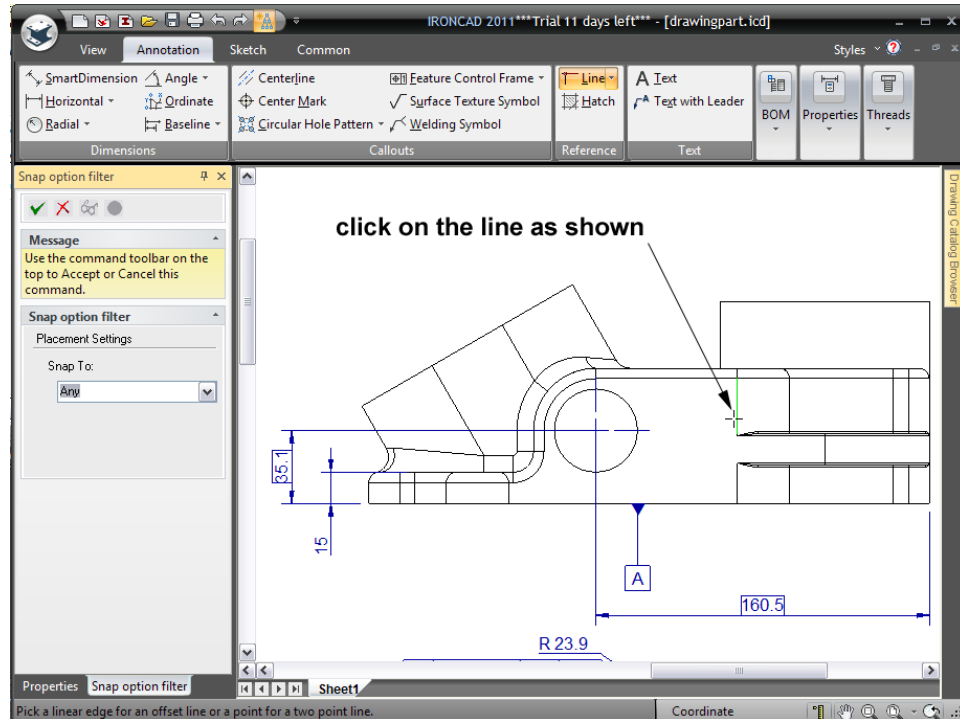 IRONCAD 2011***Trial 11 days left*** - [drawingpart.icd]
View Annotation Sketch Common Styles
SmartDimension Angle Centerline Feature Control Frame Line A Text
Horizontal Ordinate Center Mark Surface Texture Symbol Hatch Text with Leader
Radial Baseline Circular Hole Pattern Welding Symbol BOM Properties Threads
Dimensions Callouts Reference Text
Snap option filter
Message
Use the command toolbar on the
top to Accept or Cancel this
command.
Snap option filter
Placement Settings
Snap To:
Any
click on the line as shown
35.1
15
A
160.5
R 23.9
Drawing Catalog Browser
Properties Snap option filter Sheet1
Pick a linear edge for an offset line or a point for a two point line. Coordinate